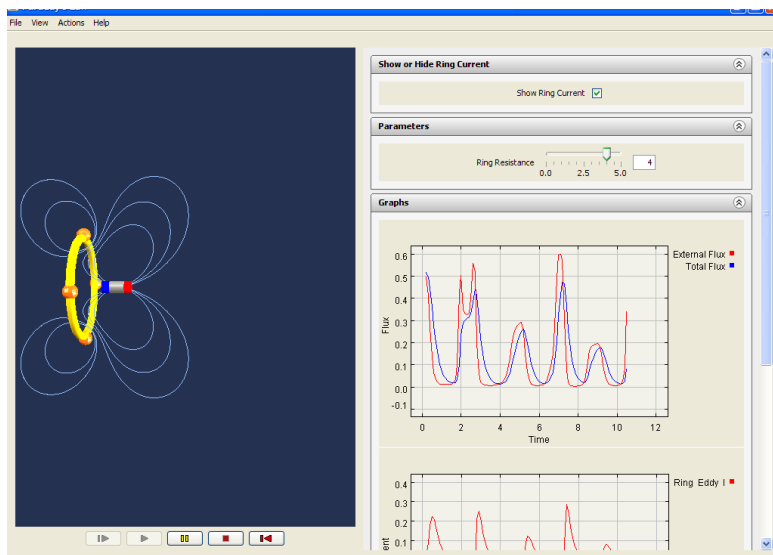 File View Actions Help
Show or Hide Ring Current
Show Ring Current
Parameters
Ring Resistance
4
0.0 2.5 5.0
Graphs
0.6
0.5
0.4
0.3
0.2
0.1
0.0
-0.1
Flux
External Flux
Total Flux
0 2 4 6 8 10 12
Time
0.4
0.3
0.2
0.1
Ring Eddy I